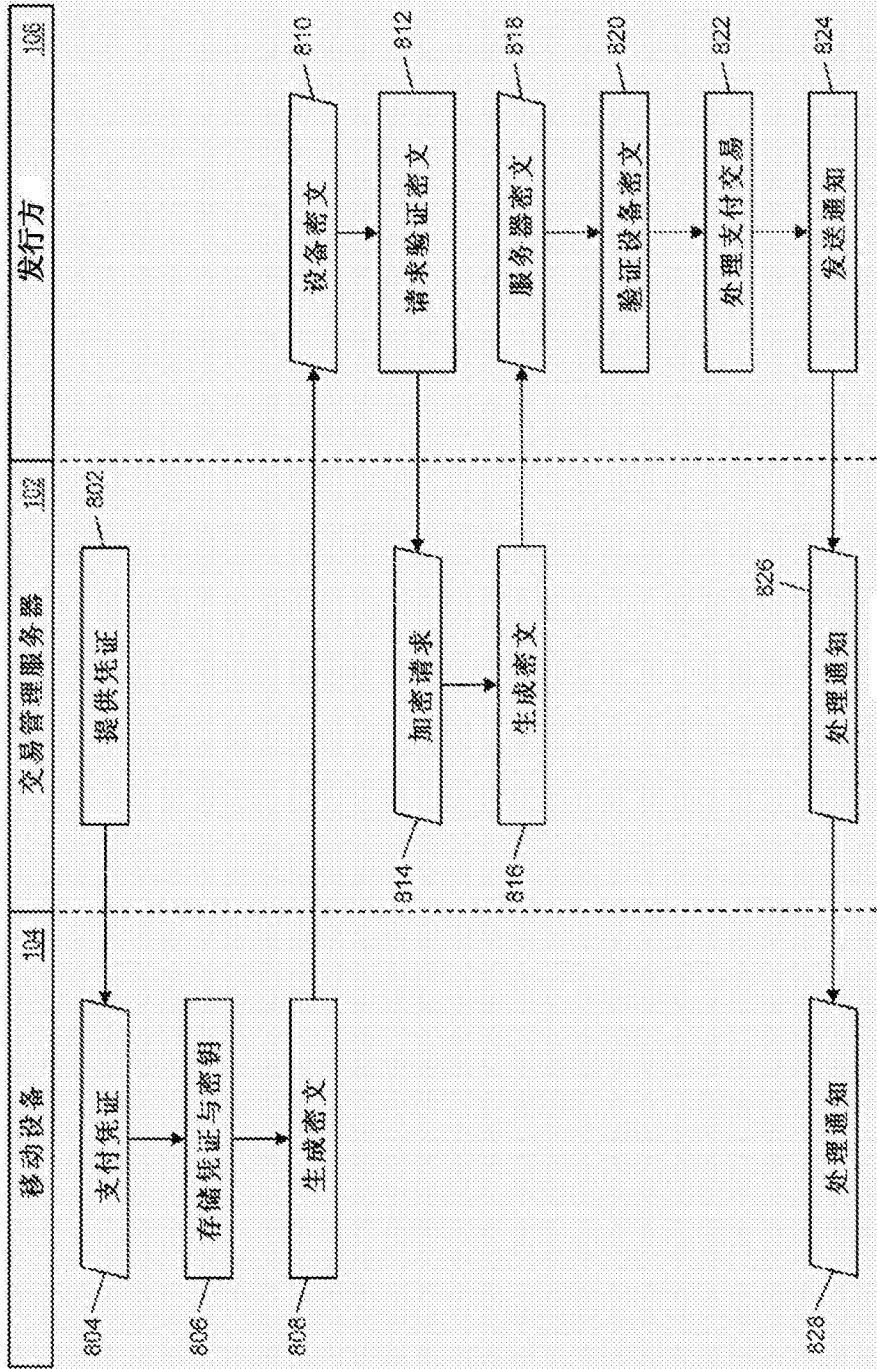 移动设备 104
交易管理服务器 102
发行方 106
提供凭证 802
支付凭证 804
存储凭证与密钥 806
生成密文 808
设备密文 810
请求验证密文 812
加密请求 814
生成密文 816
服务器密文 818
验证设备密文 820
处理支付交易 822
发送通知 824
处理通知 826
处理通知 828